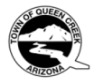 TOWN OF QUEEN CREEK
ARIZONA